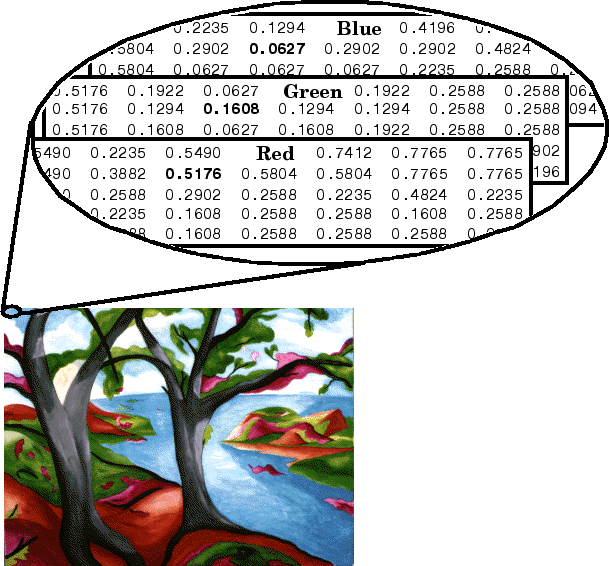 0.2235 0.1294 Blue 0.4196
.5804 0.2902 0.0627 0.2902 0.2902 0.4824
0.5804 0.0627 0.0627 0.0627 0.2235 0.2588
0.5176 0.1922 0.0627 Green 0.1922 0.2588 0.2588
0.5176 0.1294 0.1608 0.1294 0.1294 0.2588 0.2588 094
0.5176 0.1608 0.0627 0.1608 0.1922 0.2588 0.2588
5490 0.2235 0.5490 Red 0.7412 0.7765 0.7765 902
490 0.3882 0.5176 0.5804 0.5804 0.7765 0.7765 196
0.2588 0.2902 0.2588 0.2235 0.4824 0.2235
0.2235 0.1608 0.2588 0.2588 0.1608 0.2588
0.1608 0.2588 0.2588 0.2588